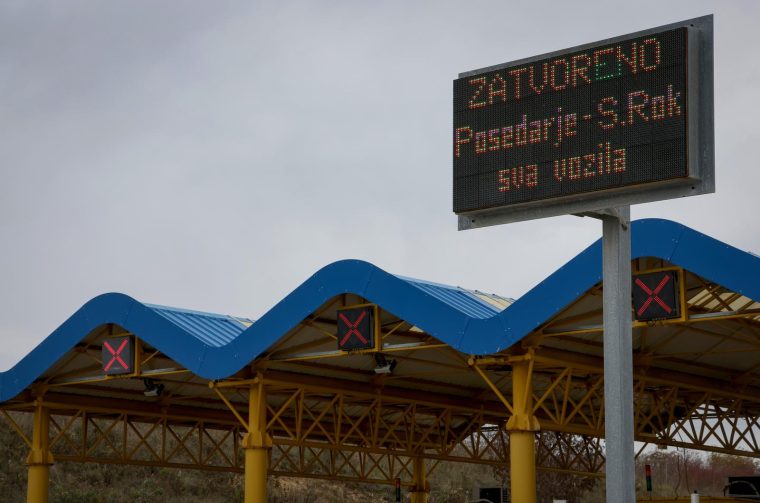 ZATVORENO
Posedarje-S.Rok
sva vozila